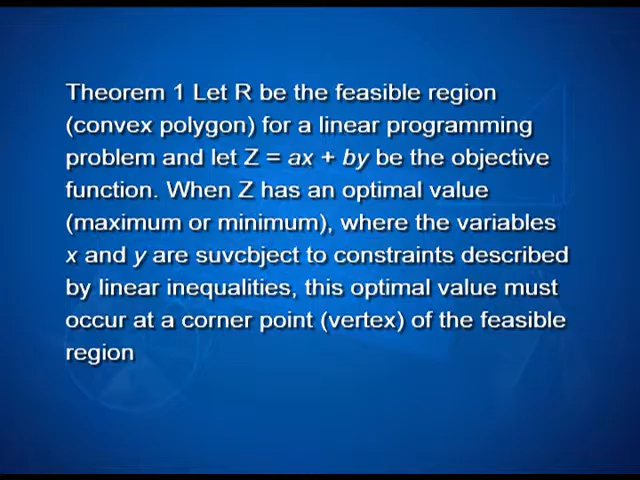 Theorem 1 Let R be the feasible region
(convex polygon) for a linear programming
problem and let Z = ax + by be the objective
function. When Z has an optimal value
(maximum or minimum), where the variables
x and y are suvcbject to constraints described
by linear inequalities, this optimal value must
occur at a corner point (vertex) of the feasible
region